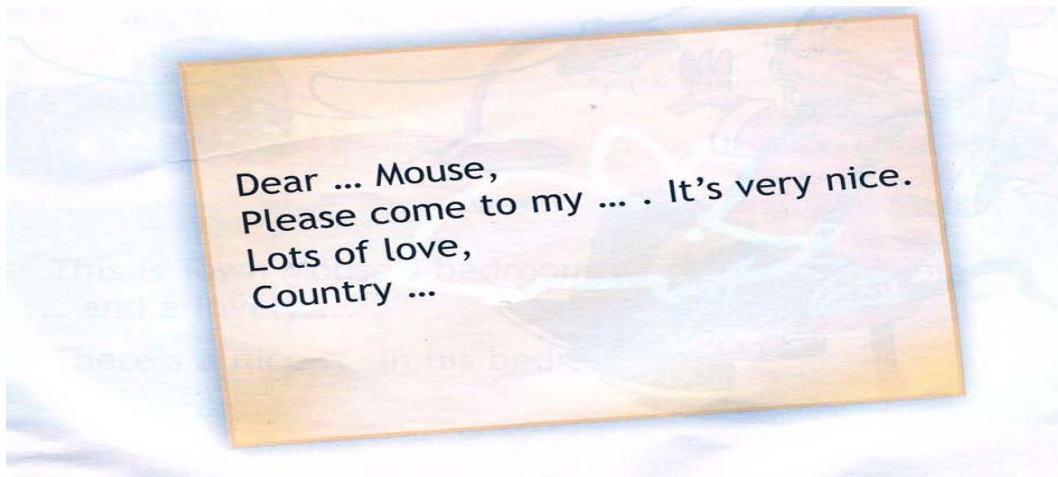 Dear ... Mouse,
Please come to my ... . It's very nice.
Lots of love,
Country ...